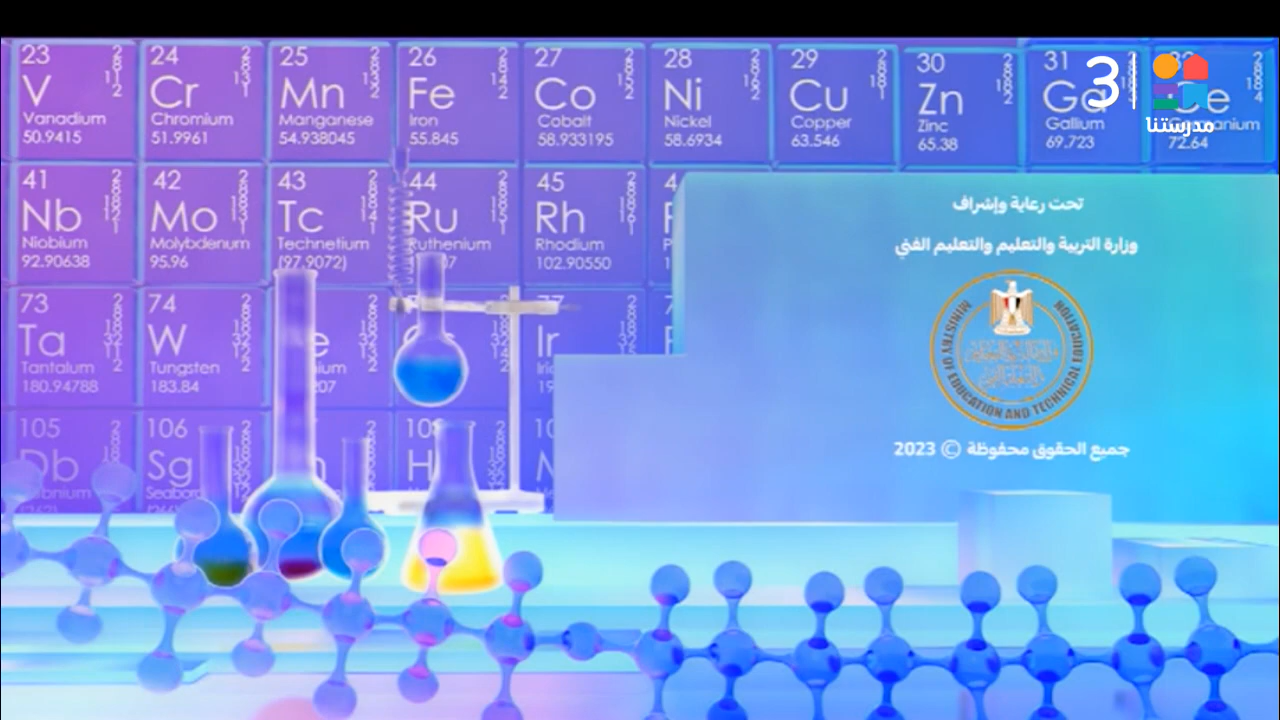 23
V
Vanadium
50.9415
24
Cr
Chromium
51.9961
25
Mn
Manganese
54.938045
26
Fe
Iron
55.845
27
Co
Cobalt
58.933195
28
Ni
Nickel
58.6934
29
Cu
Copper
63.546
30
Zn
Zinc
65.38
31
Ga
Gallium
69.723
3
مدرستنا
72.64
41
Nb
Niobium
92.90638
42
Mo
Molybdenum
95.96
43
Tc
Technetium
(97.9072)
44
Ru
Ruthenium
45
Rh
Rhodium
102.90550
تحت رعاية وإشراف
وزارة التربية والتعليم والتعليم الفني
MINISTRY OF EDUCATION AND TECHNICAL EDUCATION
جميع الحقوق محفوظة © 2023
73
Ta
Tantalum
180.94788
74
W
Tungsten
183.84
77
Ir
105
Db
106
Sg